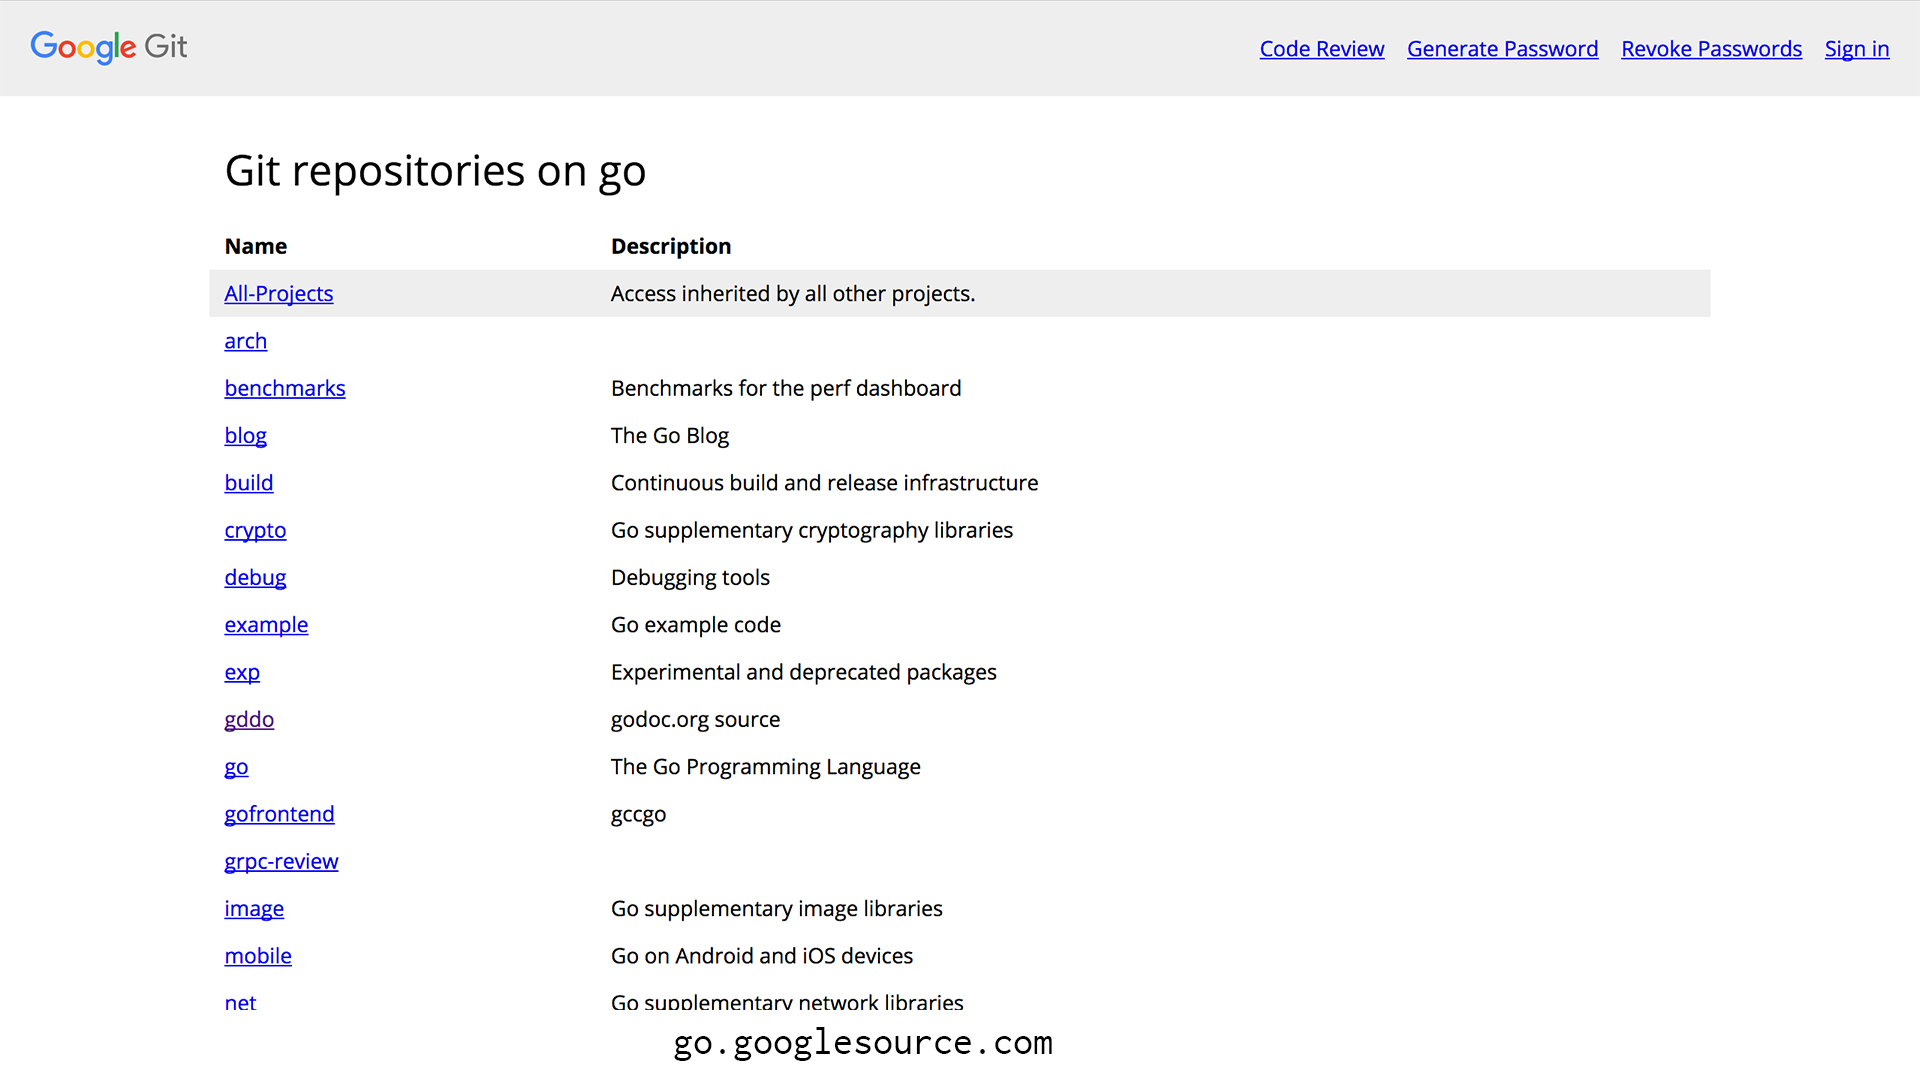 Google Git
Code Review Generate Password Revoke Passwords Sign in
Git repositories on go
Name Description
All-Projects Access inherited by all other projects.
arch
benchmarks Benchmarks for the perf dashboard
blog The Go Blog
build Continuous build and release infrastructure
crypto Go supplementary cryptography libraries
debug Debugging tools
example Go example code
exp Experimental and deprecated packages
gddo godoc.org source
go The Go Programming Language
gofrontend gccgo
grpc-review
image Go supplementary image libraries
mobile Go on Android and iOS devices
net Go supplementary network libraries
go.googlesource.com